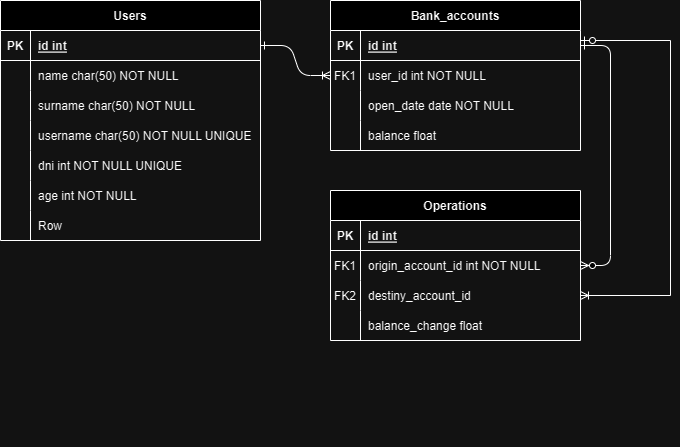 Users
PK id int
name char(50) NOT NULL
surname char(50) NOT NULL
username char(50) NOT NULL UNIQUE
dni int NOT NULL UNIQUE
age int NOT NULL
Row
Bank_accounts
PK id int
FK1 user_id int NOT NULL
open_date date NOT NULL
balance float
Operations
PK id int
FK1 origin_account_id int NOT NULL
FK2 destiny_account_id
balance_change float